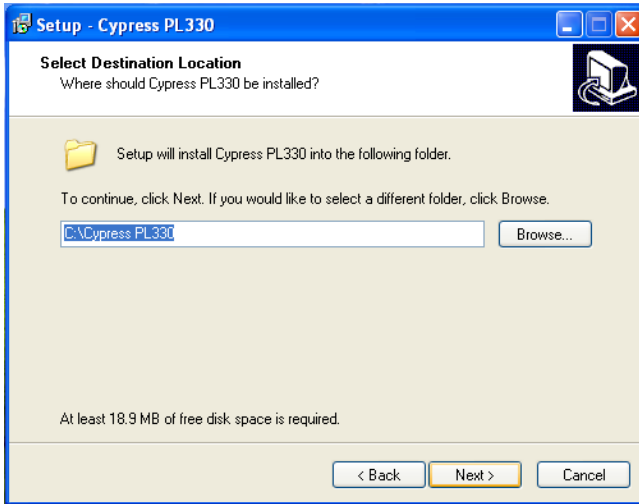 Setup - Cypress PL330
Select Destination Location
Where should Cypress PL330 be installed?
Setup will install Cypress PL330 into the following folder.
To continue, click Next. If you would like to select a different folder, click Browse.
C:\Cypress PL330
Browse...
At least 18.9 MB of free disk space is required.
< Back
Next >
Cancel